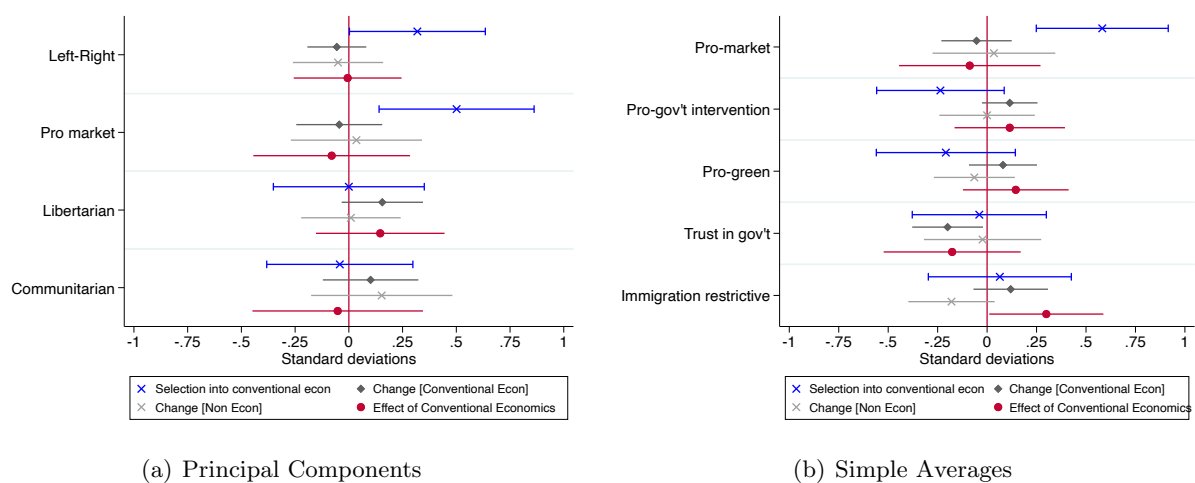 Left-Right
Pro market
Libertarian
Communitarian
-1 -.75 -.5 -.25 0 .25 .5 .75 1
Standard deviations
Selection into conventional econ
Change [Conventional Econ]
Change [Non Econ]
Effect of Conventional Economics
(a) Principal Components
Pro-market
Pro-gov't intervention
Pro-green
Trust in gov't
Immigration restrictive
-1 -.75 -.5 -.25 0 .25 .5 .75 1
Standard deviations
Selection into conventional econ
Change [Conventional Econ]
Change [Non Econ]
Effect of Conventional Economics
(b) Simple Averages